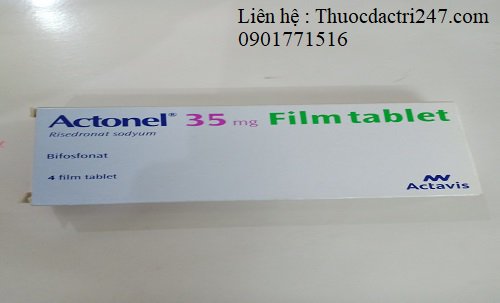 Liên hệ : Thuocdactri247.com
0901771516
Actonel® 35 mg Film tablet
Risedronat sodyum
Bifosfonat
4 film tablet
Actavis